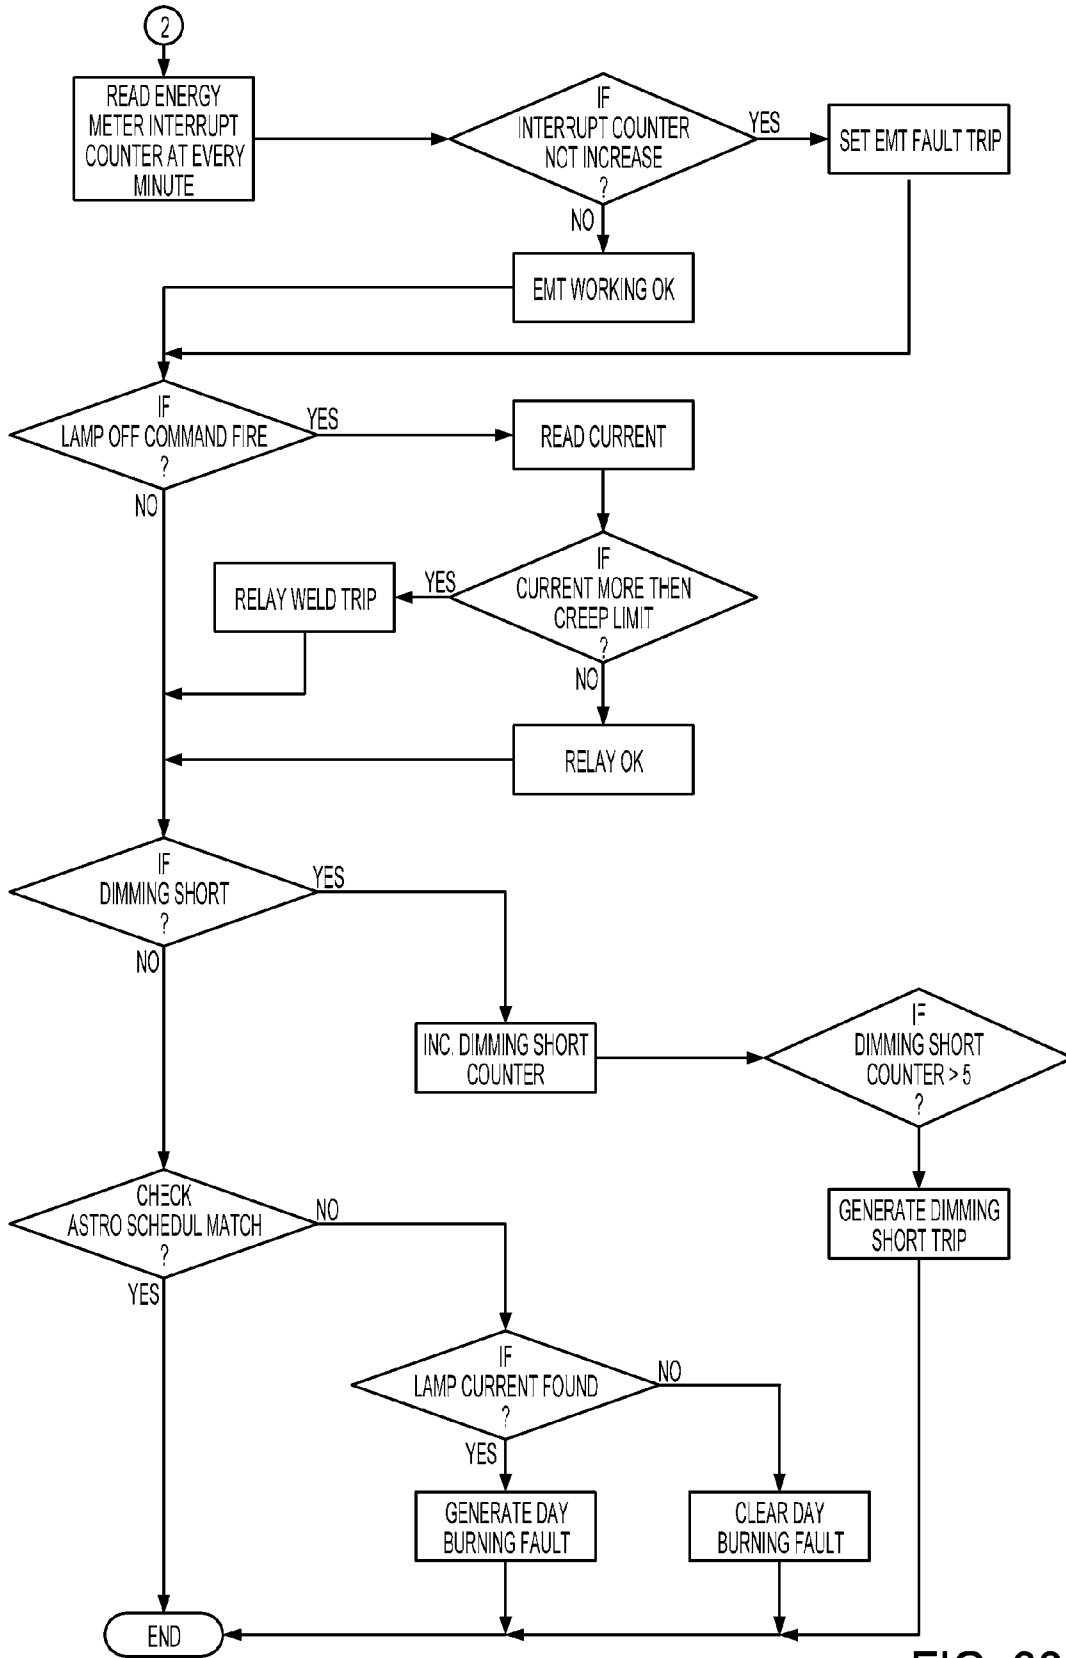 2
READ ENERGY
METER INTERRUPT
COUNTER AT EVERY
MINUTE
IF
INTERRUPT COUNTER
NOT INCREASE
?
YES
SET EMT FAULT TRIP
NO
EMT WORKING OK
IF
LAMP OFF COMMAND FIRE
?
YES
READ CURRENT
NO
IF
CURRENT MORE THEN
CREEP LIMIT
?
YES
RELAY WELD TRIP
NO
RELAY OK
IF
DIMMING SHORT
?
YES
NO
INC. DIMMING SHORT
COUNTER
IF
DIMMING SHORT
COUNTER > 5
?
GENERATE DIMMING
SHORT TRIP
CHECK
ASTRO SCHEDUL MATCH
?
NO
YES
IF
LAMP CURRENT FOUND
?
NO
YES
GENERATE DAY
BURNING FAULT
CLEAR DAY
BURNING FAULT
END